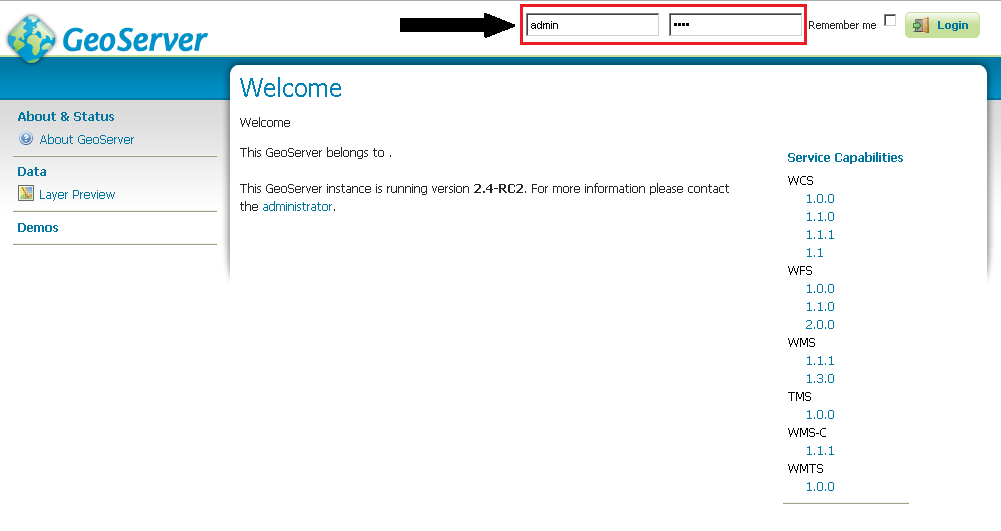 GeoServer
admin
••••
Remember me
Login
About & Status
About GeoServer
Data
Layer Preview
Demos
Welcome
Welcome
This GeoServer belongs to .
This GeoServer instance is running version 2.4-RC2. For more information please contact
the administrator.
Service Capabilities
WCS
1.0.0
1.1.0
1.1.1
1.1
WFS
1.0.0
1.1.0
2.0.0
WMS
1.1.1
1.3.0
TMS
1.0.0
WMS-C
1.1.1
WMTS
1.0.0